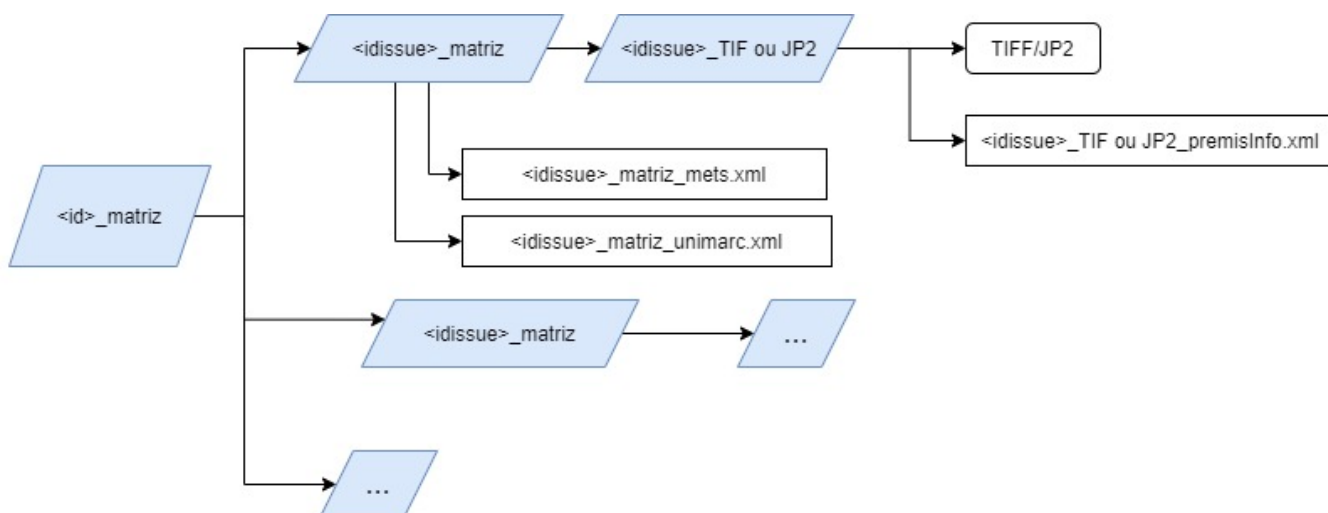 <idissue>_matriz
<idissue>_TIF ou JP2
TIFF/JP2
<idissue>_TIF ou JP2_premisInfo.xml
<idissue>_matriz_mets.xml
<id>_matriz
<idissue>_matriz_unimarc.xml
<idissue>_matriz
...
...